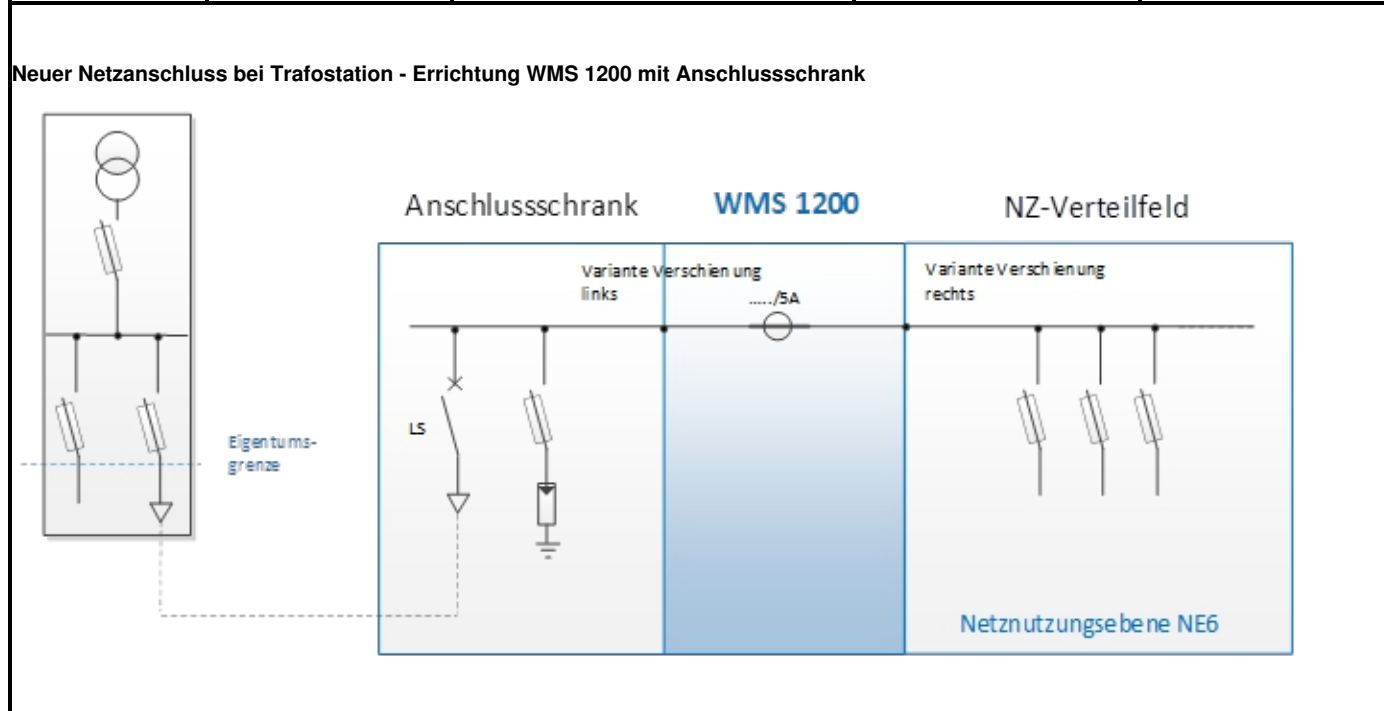 Neuer Netzanschluss bei Trafostation - Errichtung WMS 1200 mit Anschlussschrank
Anschlussschrank
WMS 1200
NZ-Verteilfeld
Variante Verschienung
links
...../5A
Variante Verschienung
rechts
LS
Eigentums-
grenze
Netznutzungsebene NE6